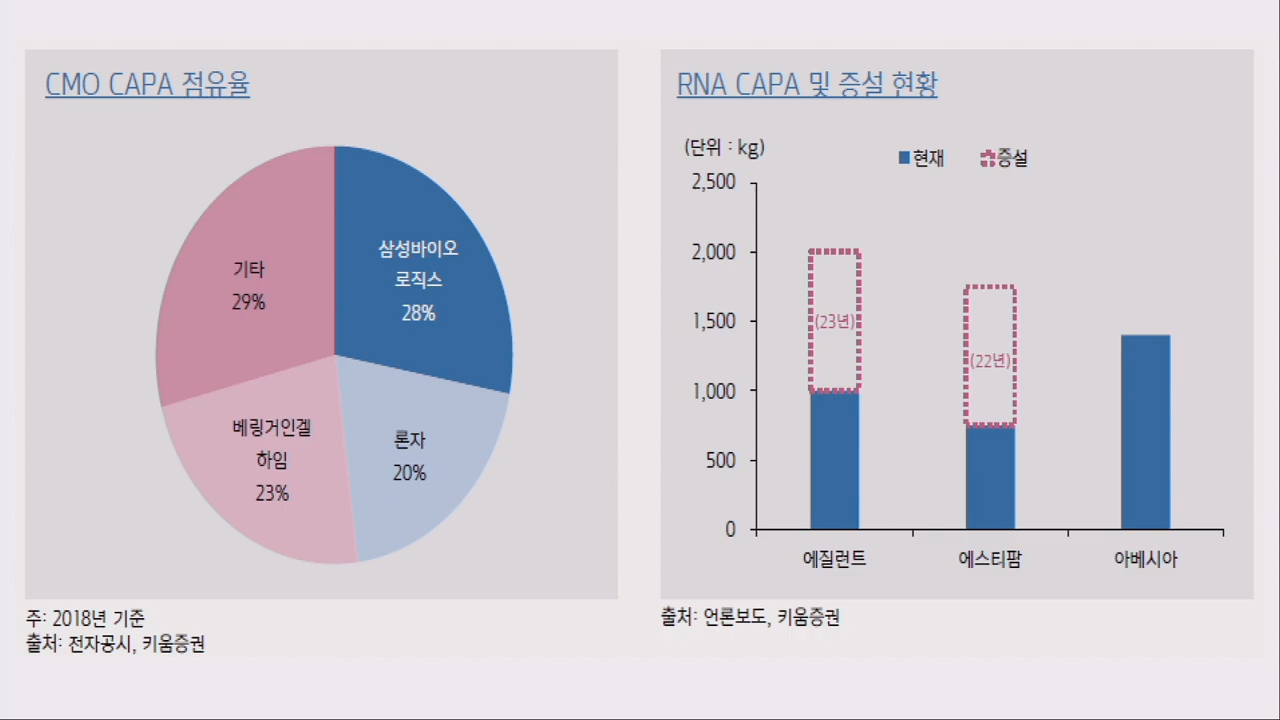 CMO CAPA 점유율
삼성바이오
로직스
28%
론자
20%
베링거인겔
하임
23%
기타
29%
주: 2018년 기준
출처: 전자공시, 키움증권
RNA CAPA 및 증설 현황
(단위 : kg)
현재
증설
2,500
2,000
1,500
1,000
500
0
(23년)
(22년)
에질런트
에스티팜
아베시아
출처: 언론보도, 키움증권